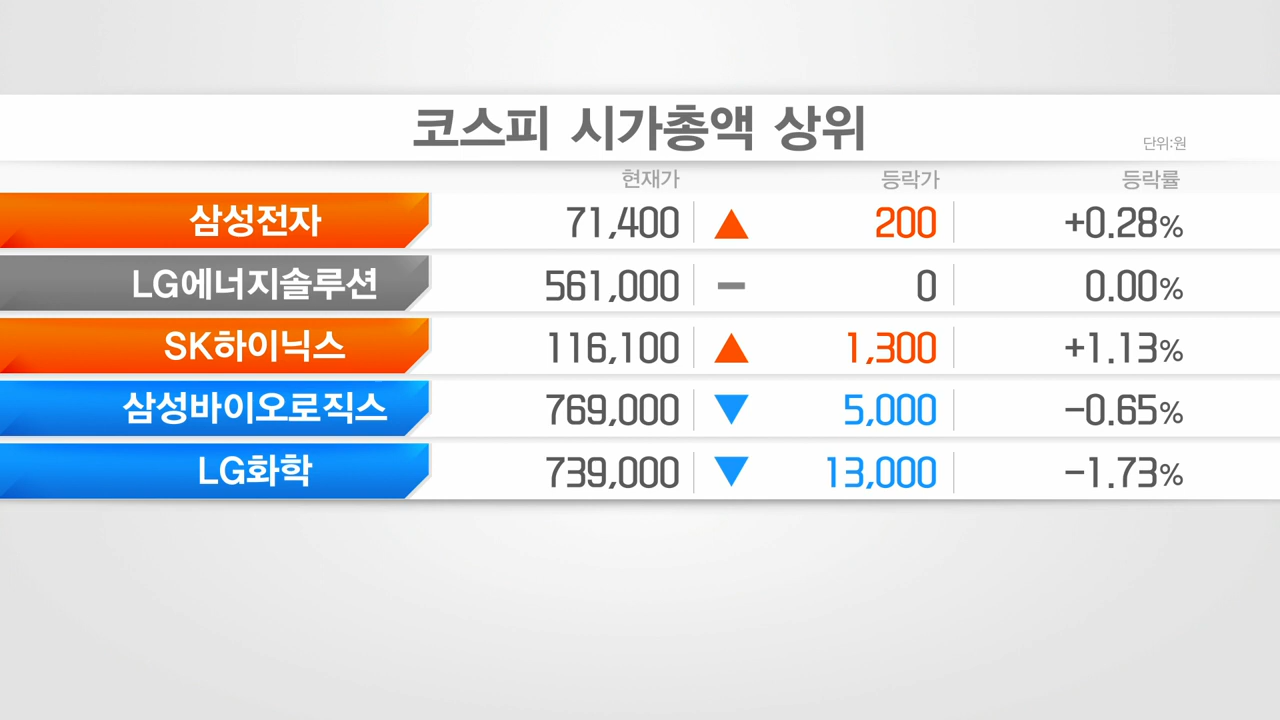 코스피 시가총액 상위
단위:원
현재가 등락가 등락률
삼성전자 71,400 ▲ 200 +0.28%
LG에너지솔루션 561,000 - 0 0.00%
SK하이닉스 116,100 ▲ 1,300 +1.13%
삼성바이오로직스 769,000 ▼ 5,000 -0.65%
LG화학 739,000 ▼ 13,000 -1.73%